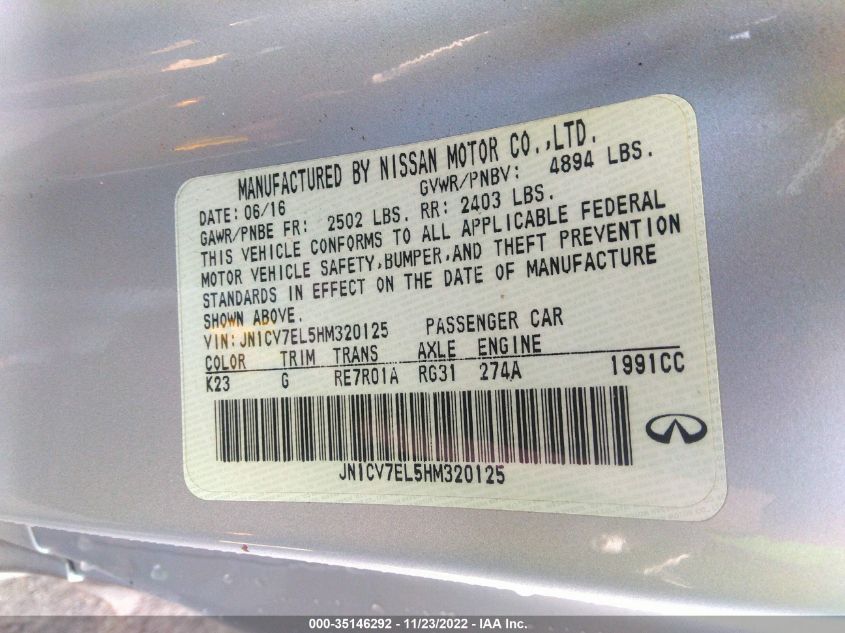 MANUFACTURED BY NISSAN MOTOR CO.,LTD.
DATE: 06/16 GVWR/PNBV: 4894 LBS.
GAWR/PNBE FR: 2502 LBS. RR: 2403 LBS.
THIS VEHICLE CONFORMS TO ALL APPLICABLE FEDERAL
MOTOR VEHICLE SAFETY,BUMPER,AND THEFT PREVENTION
STANDARDS IN EFFECT ON THE DATE OF MANUFACTURE
SHOWN ABOVE.
VIN:JN1CV7EL5HM320125 PASSENGER CAR
COLOR TRIM TRANS AXLE ENGINE
K23 G RE7R01A RG31 274A 1991CC
JN1CV7EL5HM320125
000-35146292 - 11/23/2022 - IAA Inc.